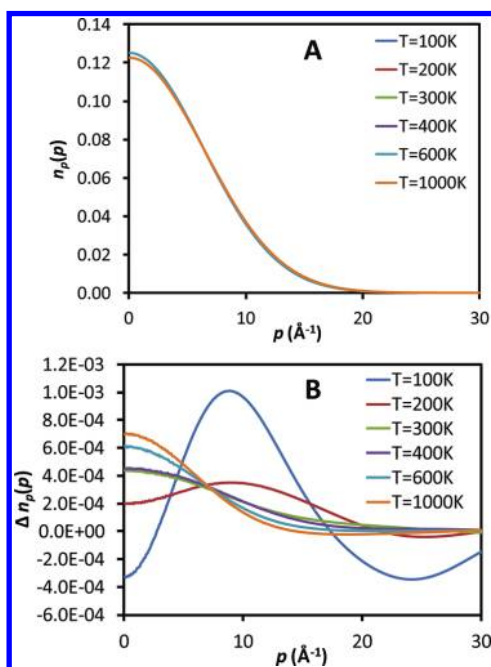 A
0.14
0.12
0.10
0.08
0.06
0.04
0.02
0.00
nₚ(p)
T=100K
T=200K
T=300K
T=400K
T=600K
T=1000K
0 10 20 30
p (Å⁻¹)
B
1.2E-03
1.0E-03
8.0E-04
6.0E-04
4.0E-04
2.0E-04
0.0E+00
-2.0E-04
-4.0E-04
-6.0E-04
Δ nₚ(p)
T=100K
T=200K
T=300K
T=400K
T=600K
T=1000K
0 10 20 30
p (Å⁻¹)